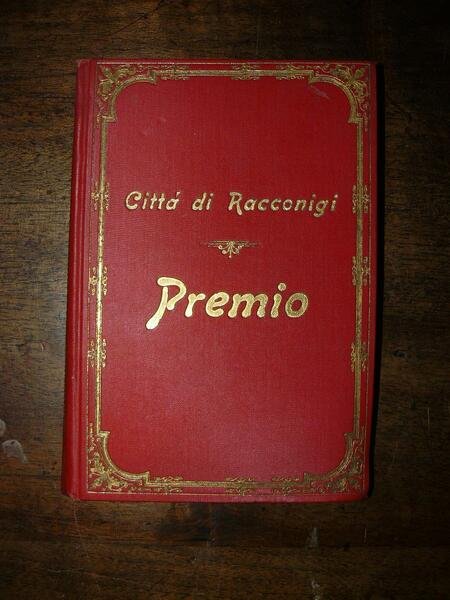 Cittá di Racconigi
Premio